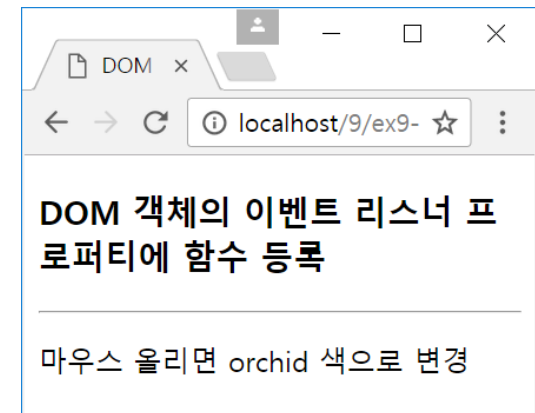 DOM
localhost/9/ex9-
DOM 객체의 이벤트 리스너 프
로퍼티에 함수 등록
마우스 올리면 orchid 색으로 변경